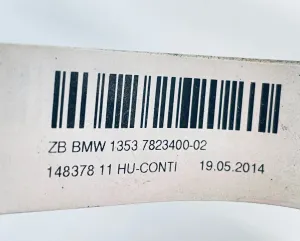 ZB BMW 1353 7823400-02
148378 11 HU-CONTI 19.05.2014